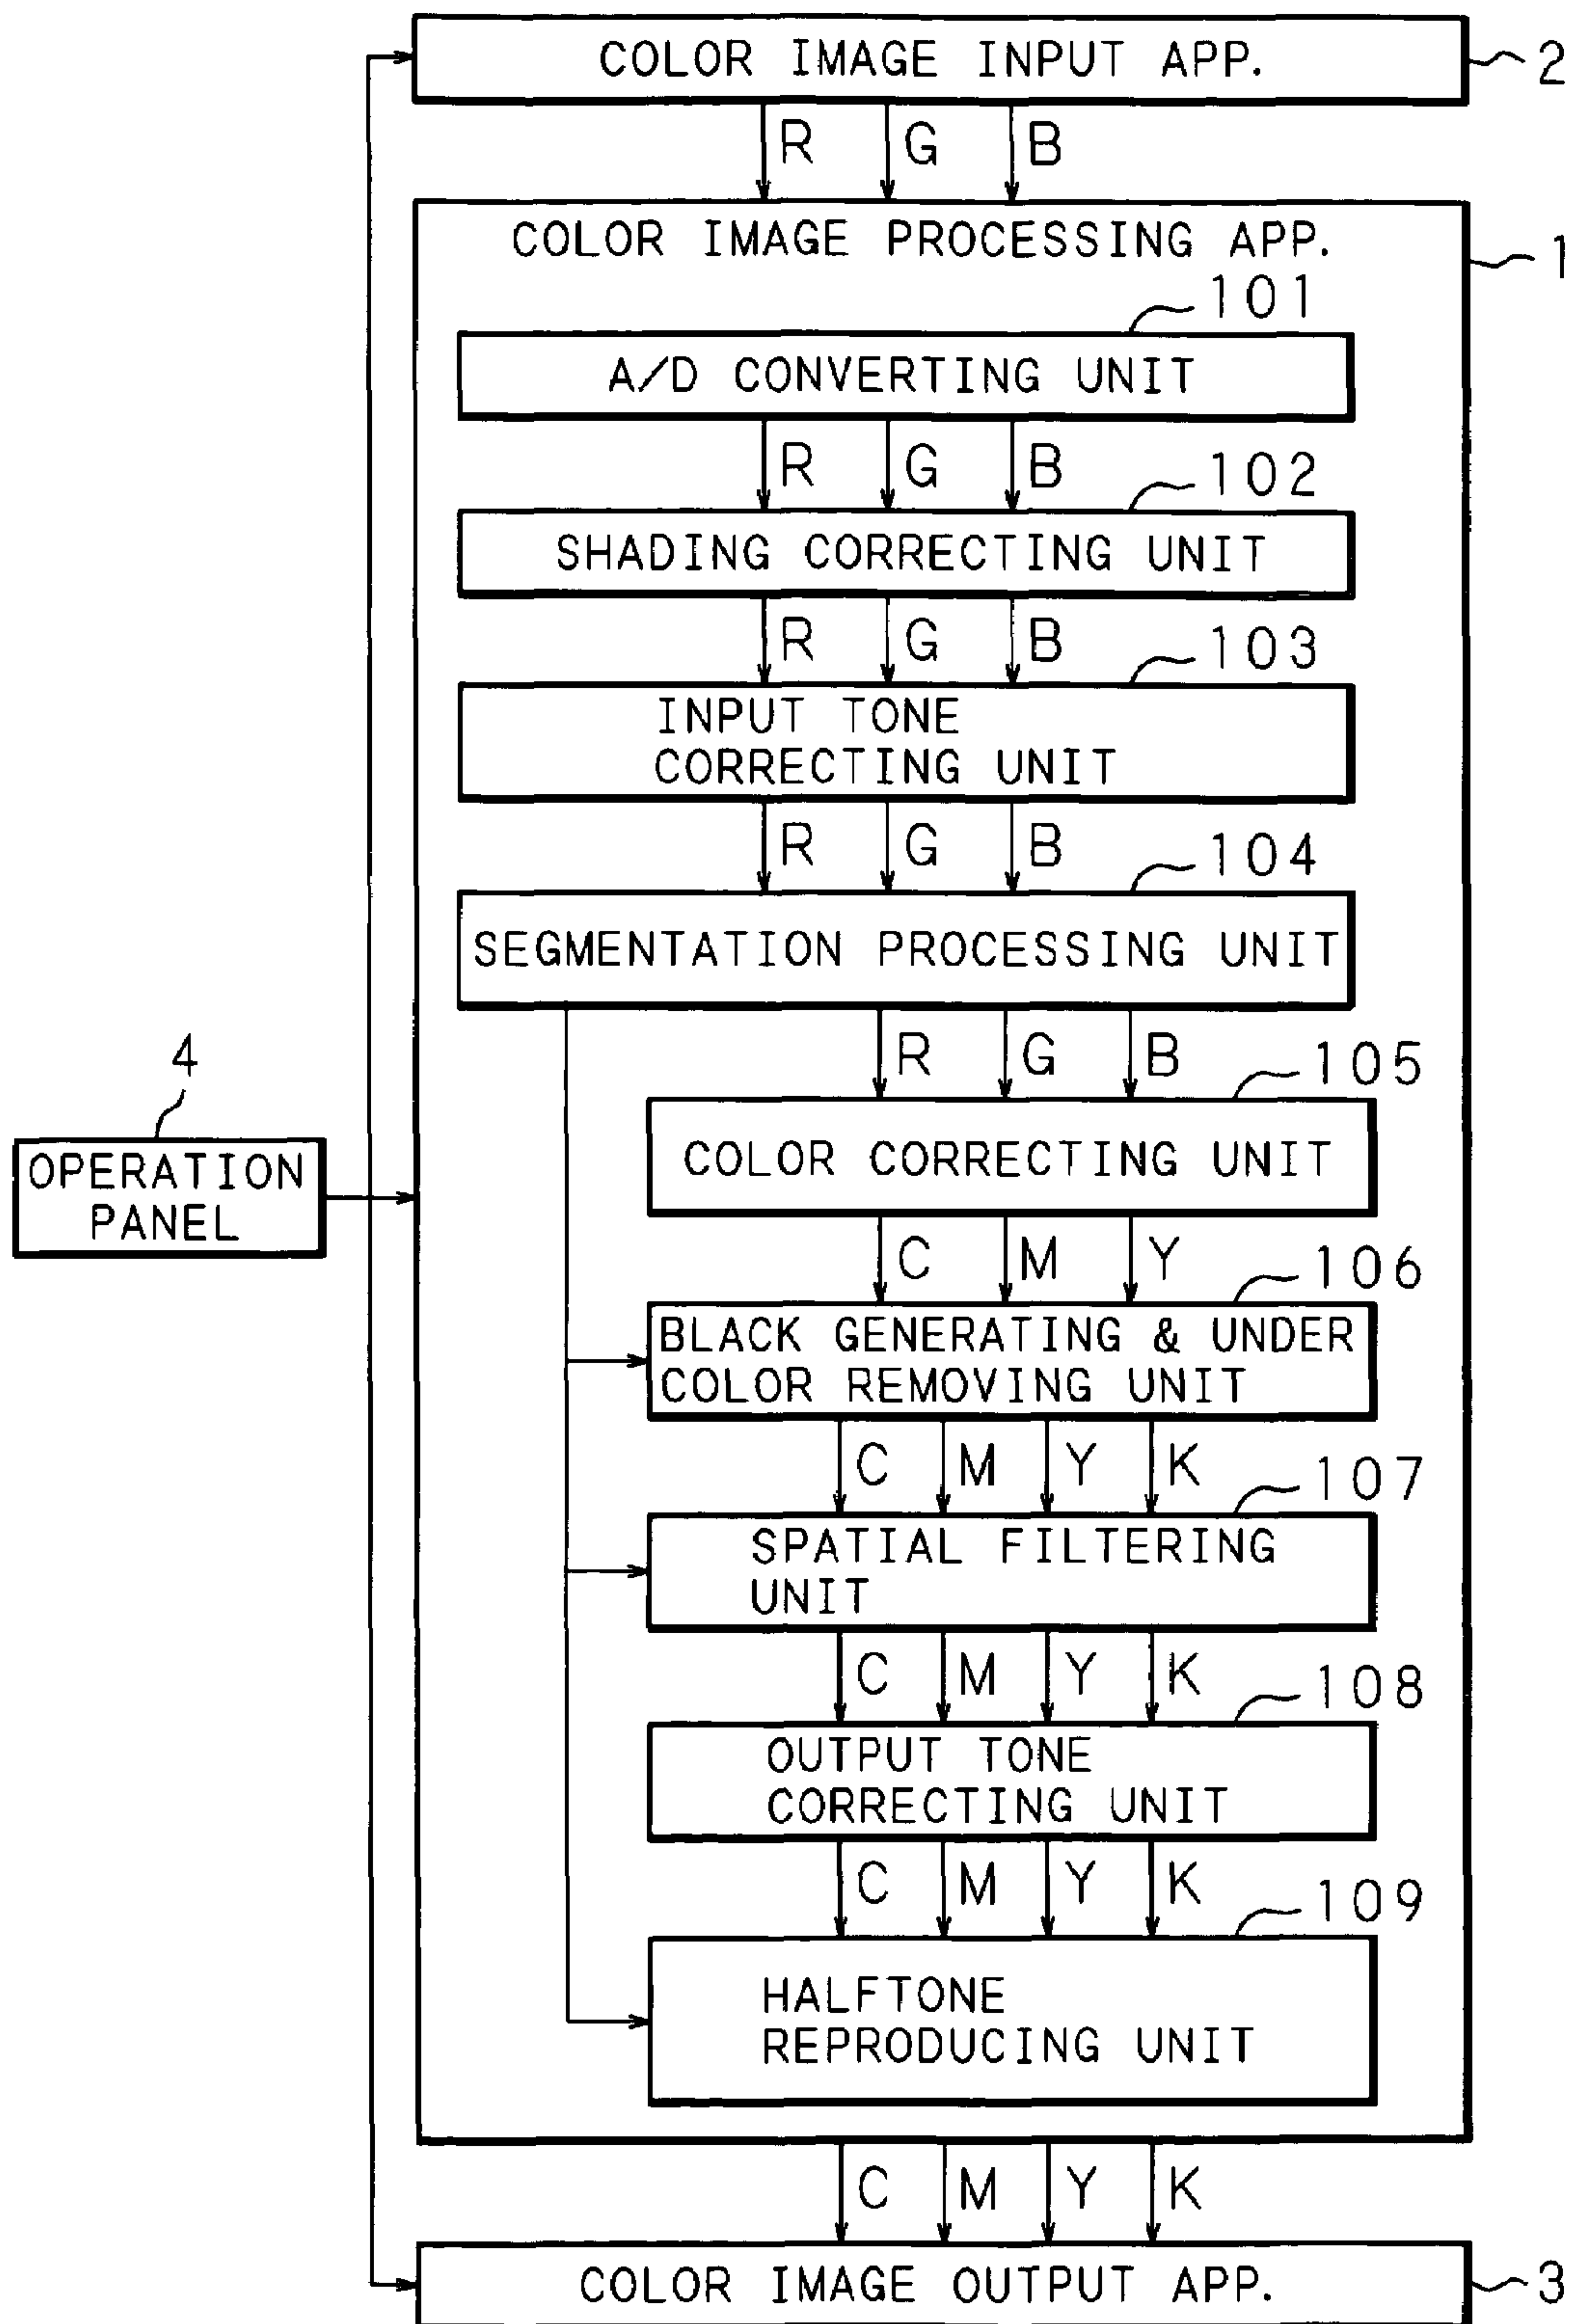 COLOR IMAGE INPUT APP.
2
R G B
COLOR IMAGE PROCESSING APP.
1
101
A/D CONVERTING UNIT
R G B
102
SHADING CORRECTING UNIT
R G B
103
INPUT TONE
CORRECTING UNIT
R G B
104
SEGMENTATION PROCESSING UNIT
R G B
105
4
OPERATION
PANEL
COLOR CORRECTING UNIT
C M Y
106
BLACK GENERATING & UNDER
COLOR REMOVING UNIT
C M Y K
107
SPATIAL FILTERING
UNIT
C M Y K
108
OUTPUT TONE
CORRECTING UNIT
C M Y K
109
HALFTONE
REPRODUCING UNIT
C M Y K
COLOR IMAGE OUTPUT APP.
3